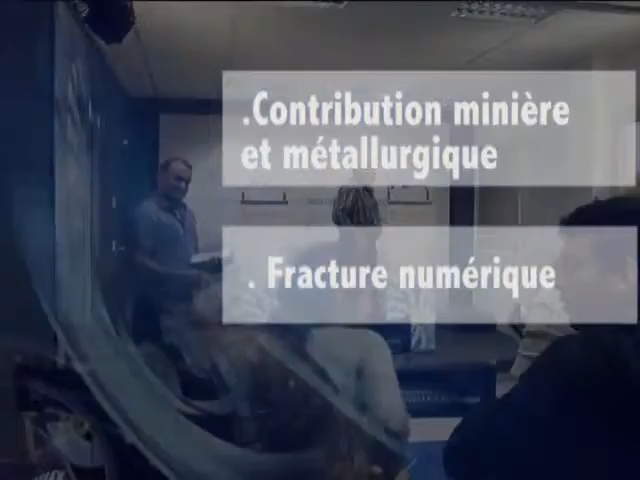 .Contribution minière
et métallurgique
. Fracture numérique